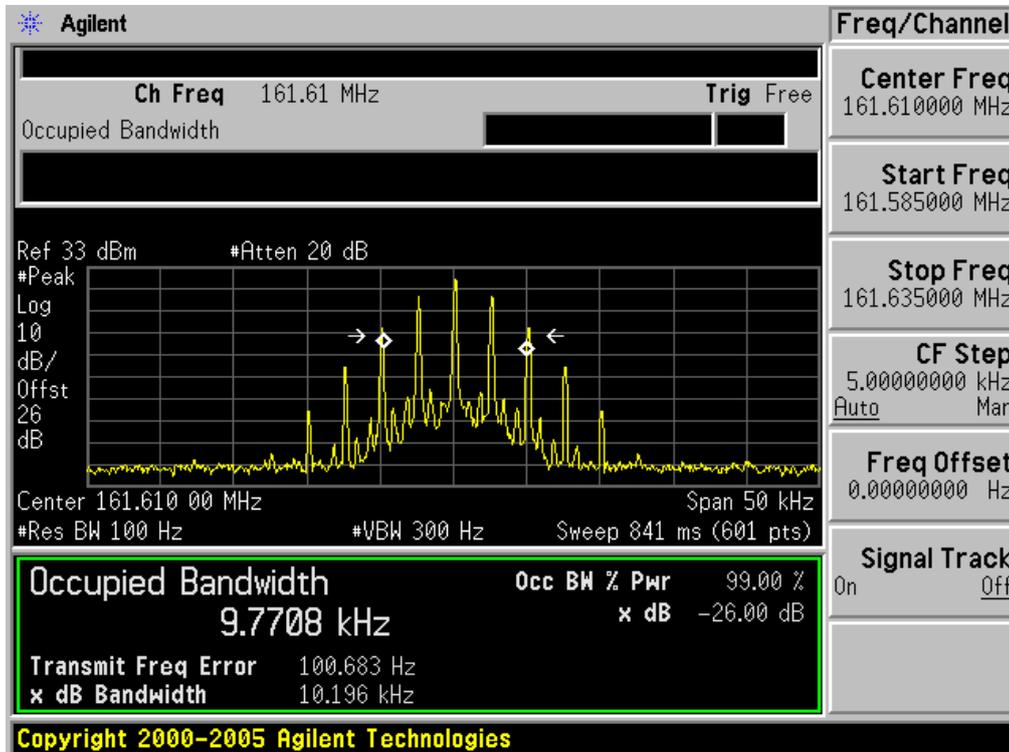 Agilent
Freq/Channel
Ch Freq 161.61 MHz Trig Free
Occupied Bandwidth
Center Freq
161.610000 MHz
Start Freq
161.585000 MHz
Stop Freq
161.635000 MHz
CF Step
5.00000000 kHz
Auto Man
Freq Offset
0.00000000 Hz
Signal Track
On Off
Ref 33 dBm #Atten 20 dB
#Peak
Log
10
dB/
Offst
26
dB
Center 161.610 00 MHz Span 50 kHz
#Res BW 100 Hz #VBW 300 Hz Sweep 841 ms (601 pts)
Occupied Bandwidth
9.7708 kHz
Occ BW % Pwr 99.00 %
x dB -26.00 dB
Transmit Freq Error 100.683 Hz
x dB Bandwidth 10.196 kHz
Copyright 2000-2005 Agilent Technologies